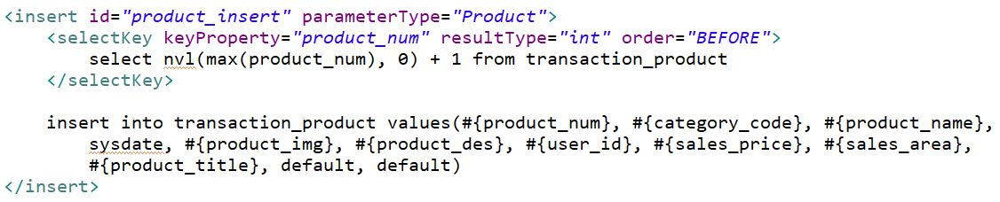 <insert id="product_insert" parameterType="Product">
<selectKey keyProperty="product_num" resultType="int" order="BEFORE">
select nvl(max(product_num), 0) + 1 from transaction_product
</selectKey>
insert into transaction_product values(#{product_num}, #{category_code}, #{product_name},
sysdate, #{product_img}, #{product_des}, #{user_id}, #{sales_price}, #{sales_area},
#{product_title}, default, default)
</insert>